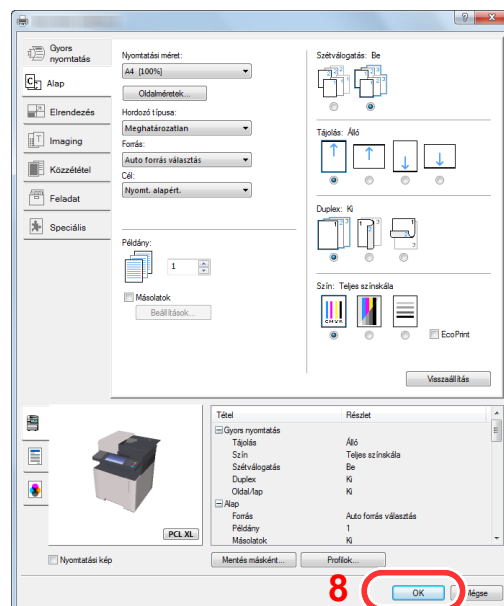 Gyors
nyomtatás
Alap
Elrendezés
Imaging
Közzététel
Feladat
Speciális
Nyomtatási méret:
A4 [100%]
Oldalméretek...
Hordozó típusa:
Meghatározatlan
Forrás:
Auto forrás választás
Cél:
Nyomt. alapért.
Példány:
1
Másolatok
Beállítások...
Szétválogatás: Be
Tájolás: Álló
Duplex: Ki
Szín: Teljes színskála
CMYK
EcoPrint
Visszaállítás
PCL XL
Nyomtatási kép
Tétel Részlet
Gyors nyomtatás
Tájolás Álló
Szín Teljes színskála
Szétválogatás Be
Duplex Ki
Oldal/lap Ki
Alap
Forrás Auto forrás választás
Példány 1
Másolatok Ki
Mentés másként... Profilok...
8 OK Mégse